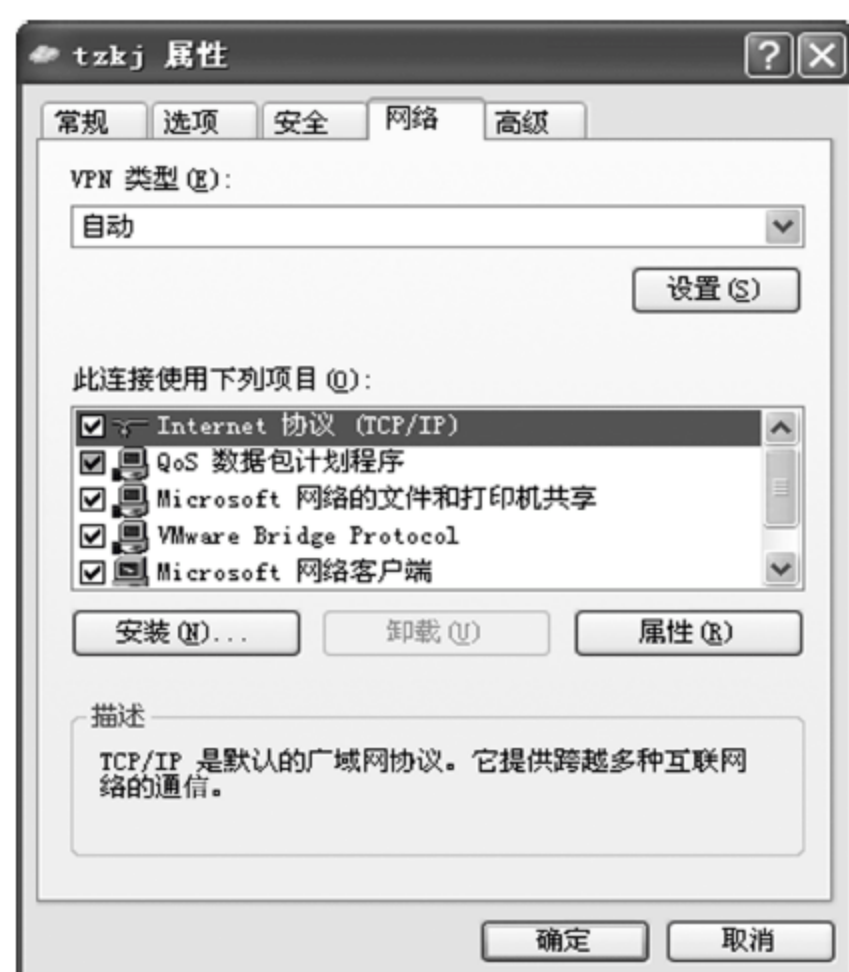 tzkj 属性
常规 选项 安全 网络 高级
VPN 类型(E):
自动
设置(S)
此连接使用下列项目(O):
Internet 协议 (TCP/IP)
QoS 数据包计划程序
Microsoft 网络的文件和打印机共享
VMware Bridge Protocol
Microsoft 网络客户端
安装(N)... 卸载(U) 属性(R)
描述
TCP/IP 是默认的广域网协议。它提供跨越多种互联网
络的通信。
确定 取消